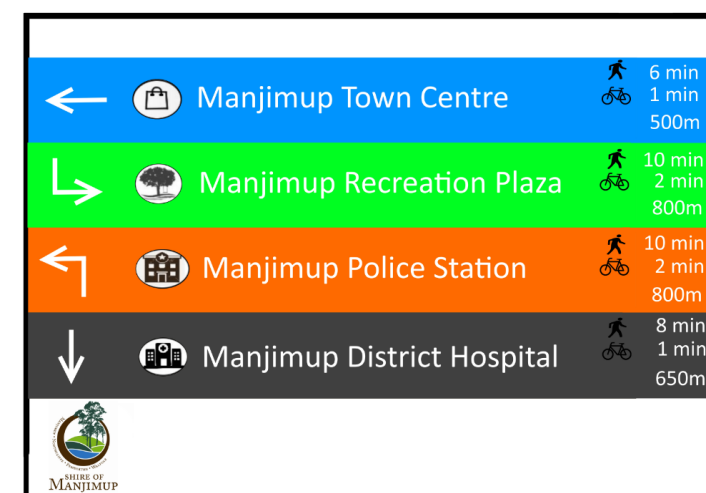 Manjimup Town Centre
6 min
1 min
500m
Manjimup Recreation Plaza
10 min
2 min
800m
Manjimup Police Station
10 min
2 min
800m
Manjimup District Hospital
8 min
1 min
650m
SHIRE OF
MANJIMUP